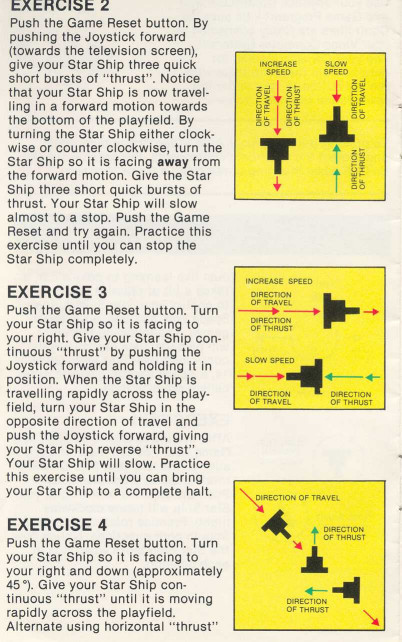 EXERCISE 2
Push the Game Reset button. By
pushing the Joystick forward
(towards the television screen),
give your Star Ship three quick
short bursts of "thrust". Notice
that your Star Ship is now travel-
ling in a forward motion towards
the bottom of the playfield. By
turning the Star Ship either clock-
wise or counter clockwise, turn the
Star Ship so it is facing away from
the forward motion. Give the Star
Ship three short quick bursts of
thrust. Your Star Ship will slow
almost to a stop. Push the Game
Reset and try again. Practice this
exercise until you can stop the
Star Ship completely.
INCREASE
SPEED
SLOW
SPEED
DIRECTION
OF TRAVEL
DIRECTION
OF THRUST
DIRECTION
OF TRAVEL
DIRECTION
OF THRUST
EXERCISE 3
Push the Game Reset button. Turn
your Star Ship so it is facing to
your right. Give your Star Ship con-
tinuous "thrust" by pushing the
Joystick forward and holding it in
position. When the Star Ship is
travelling rapidly across the play-
field, turn your Star Ship in the
opposite direction of travel and
push the Joystick forward, giving
your Star Ship reverse "thrust".
Your Star Ship will slow. Practice
this exercise until you can bring
your Star Ship to a complete halt.
INCREASE SPEED
DIRECTION
OF TRAVEL
DIRECTION
OF THRUST
SLOW SPEED
DIRECTION
OF TRAVEL
DIRECTION
OF THRUST
EXERCISE 4
Push the Game Reset button. Turn
your Star Ship so it is facing to
your right and down (approximately
45°). Give your Star Ship con-
tinuous "thrust" until it is moving
rapidly across the playfield.
Alternate using horizontal "thrust"
DIRECTION OF TRAVEL
DIRECTION
OF THRUST
DIRECTION
OF THRUST